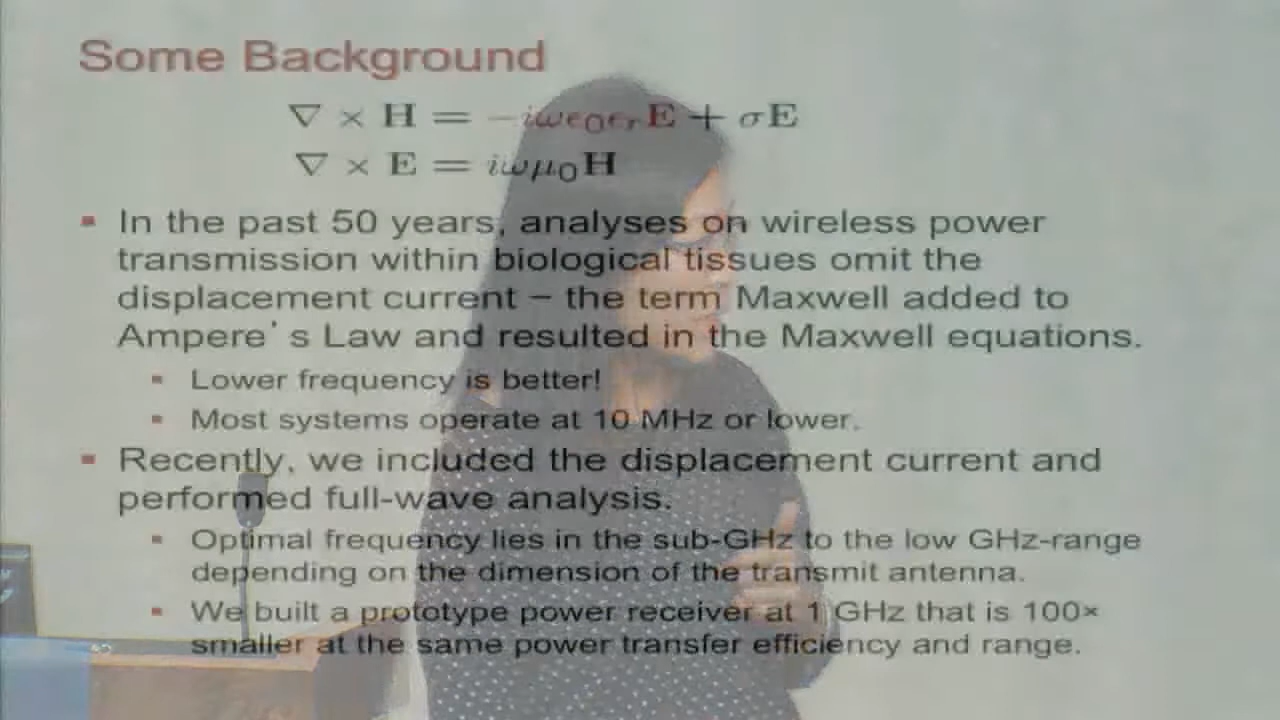 Some Background
∇ × H = −iωϵ₀ϵᵣE + σE
∇ × E = iωμ₀H
▪ In the past 50 years, analyses on wireless power
transmission within biological tissues omit the
displacement current – the term Maxwell added to
Ampere's Law and resulted in the Maxwell equations.
▪ Lower frequency is better!
▪ Most systems operate at 10 MHz or lower.
▪ Recently, we included the displacement current and
performed full-wave analysis.
▪ Optimal frequency lies in the sub-GHz to the low GHz-range
depending on the dimension of the transmit antenna.
▪ We built a prototype power receiver at 1 GHz that is 100×
smaller at the same power transfer efficiency and range.